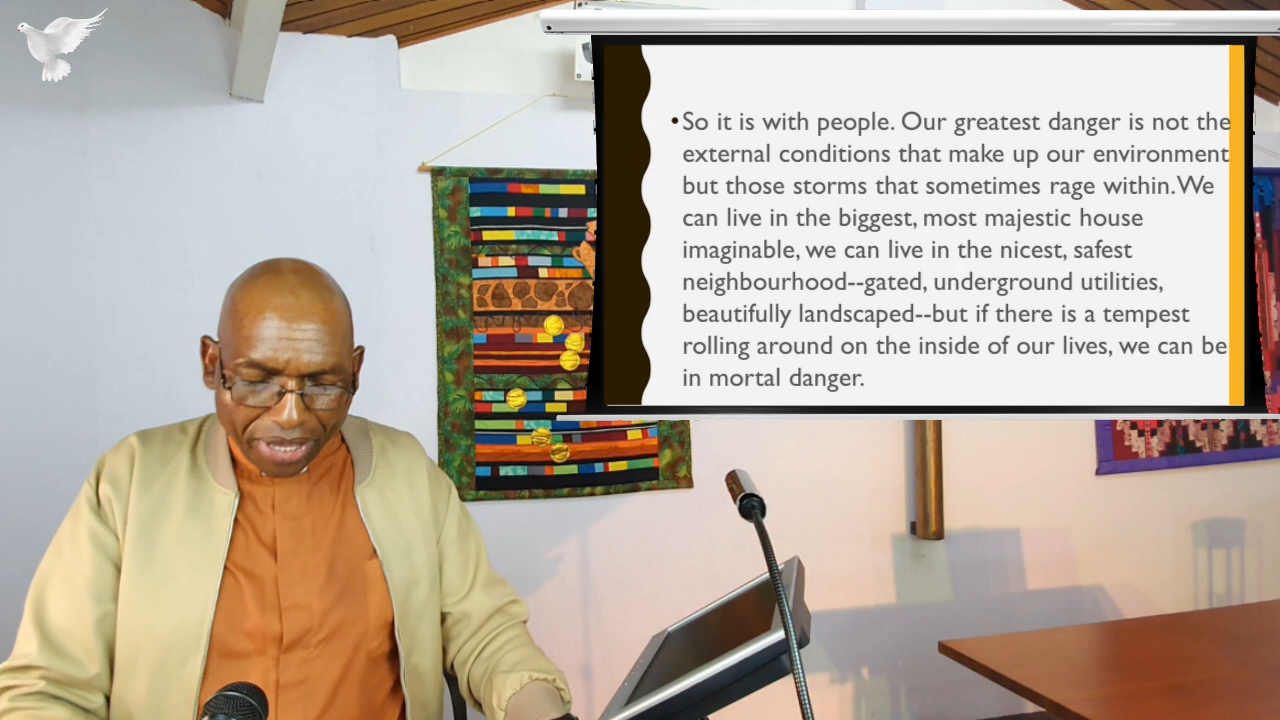 •So it is with people. Our greatest danger is not the
external conditions that make up our environment
but those storms that sometimes rage within. We
can live in the biggest, most majestic house
imaginable, we can live in the nicest, safest
neighbourhood--gated, underground utilities,
beautifully landscaped--but if there is a tempest
rolling around on the inside of our lives, we can be
in mortal danger.